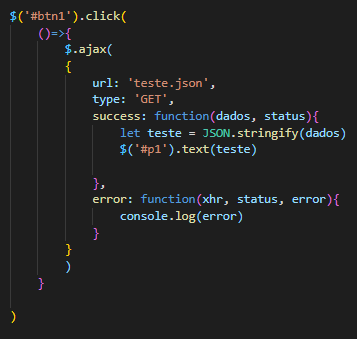 $('#btn1').click(
()=>{
$.ajax(
{
url: 'teste.json',
type: 'GET',
success: function(dados, status){
let teste = JSON.stringify(dados)
$('#p1').text(teste)
},
error: function(xhr, status, error){
console.log(error)
}
}
)
}
)